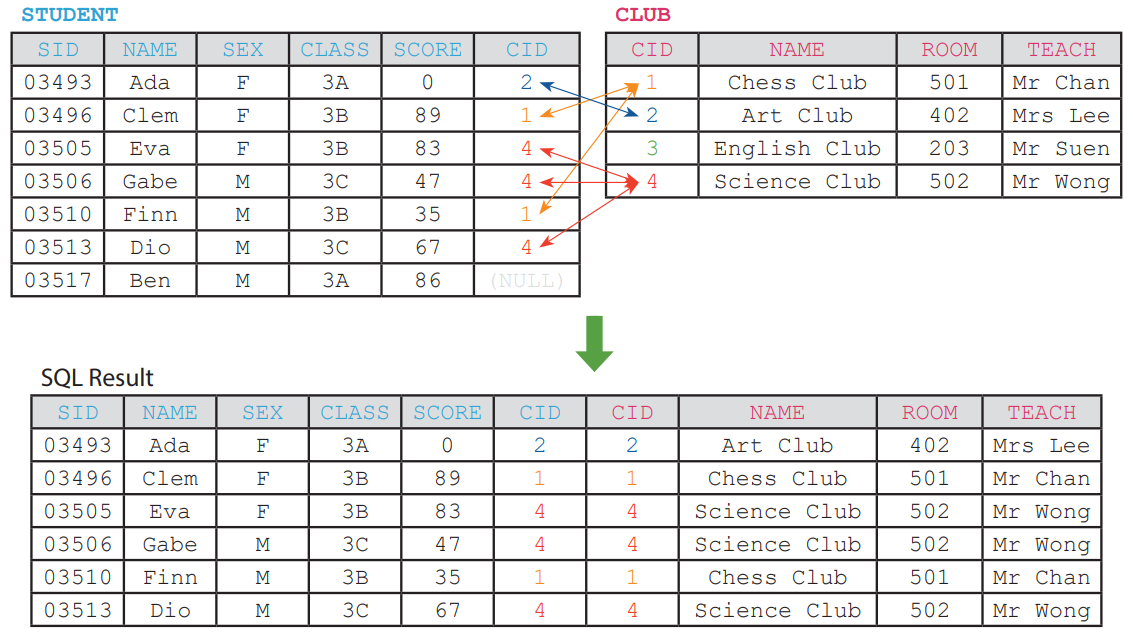 STUDENT CLUB
SID NAME SEX CLASS SCORE CID CID NAME ROOM TEACH
03493 Ada F 3A 0 2 1 Chess Club 501 Mr Chan
03496 Clem F 3B 89 1 2 Art Club 402 Mrs Lee
03505 Eva F 3B 83 4 3 English Club 203 Mr Suen
03506 Gabe M 3C 47 4 4 Science Club 502 Mr Wong
03510 Finn M 3B 35 1
03513 Dio M 3C 67 4
03517 Ben M 3A 86 (NULL)
SQL Result
SID NAME SEX CLASS SCORE CID CID NAME ROOM TEACH
03493 Ada F 3A 0 2 2 Art Club 402 Mrs Lee
03496 Clem F 3B 89 1 1 Chess Club 501 Mr Chan
03505 Eva F 3B 83 4 4 Science Club 502 Mr Wong
03506 Gabe M 3C 47 4 4 Science Club 502 Mr Wong
03510 Finn M 3B 35 1 1 Chess Club 501 Mr Chan
03513 Dio M 3C 67 4 4 Science Club 502 Mr Wong